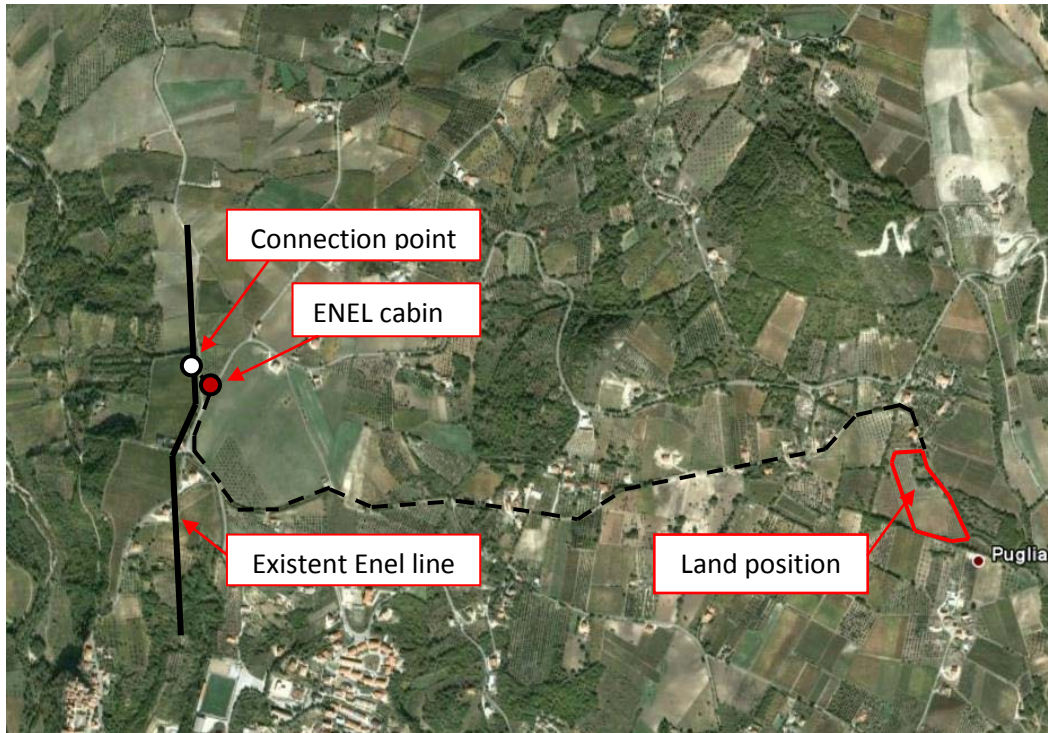 Connection point
ENEL cabin
Existent Enel line
Land position
Puglia